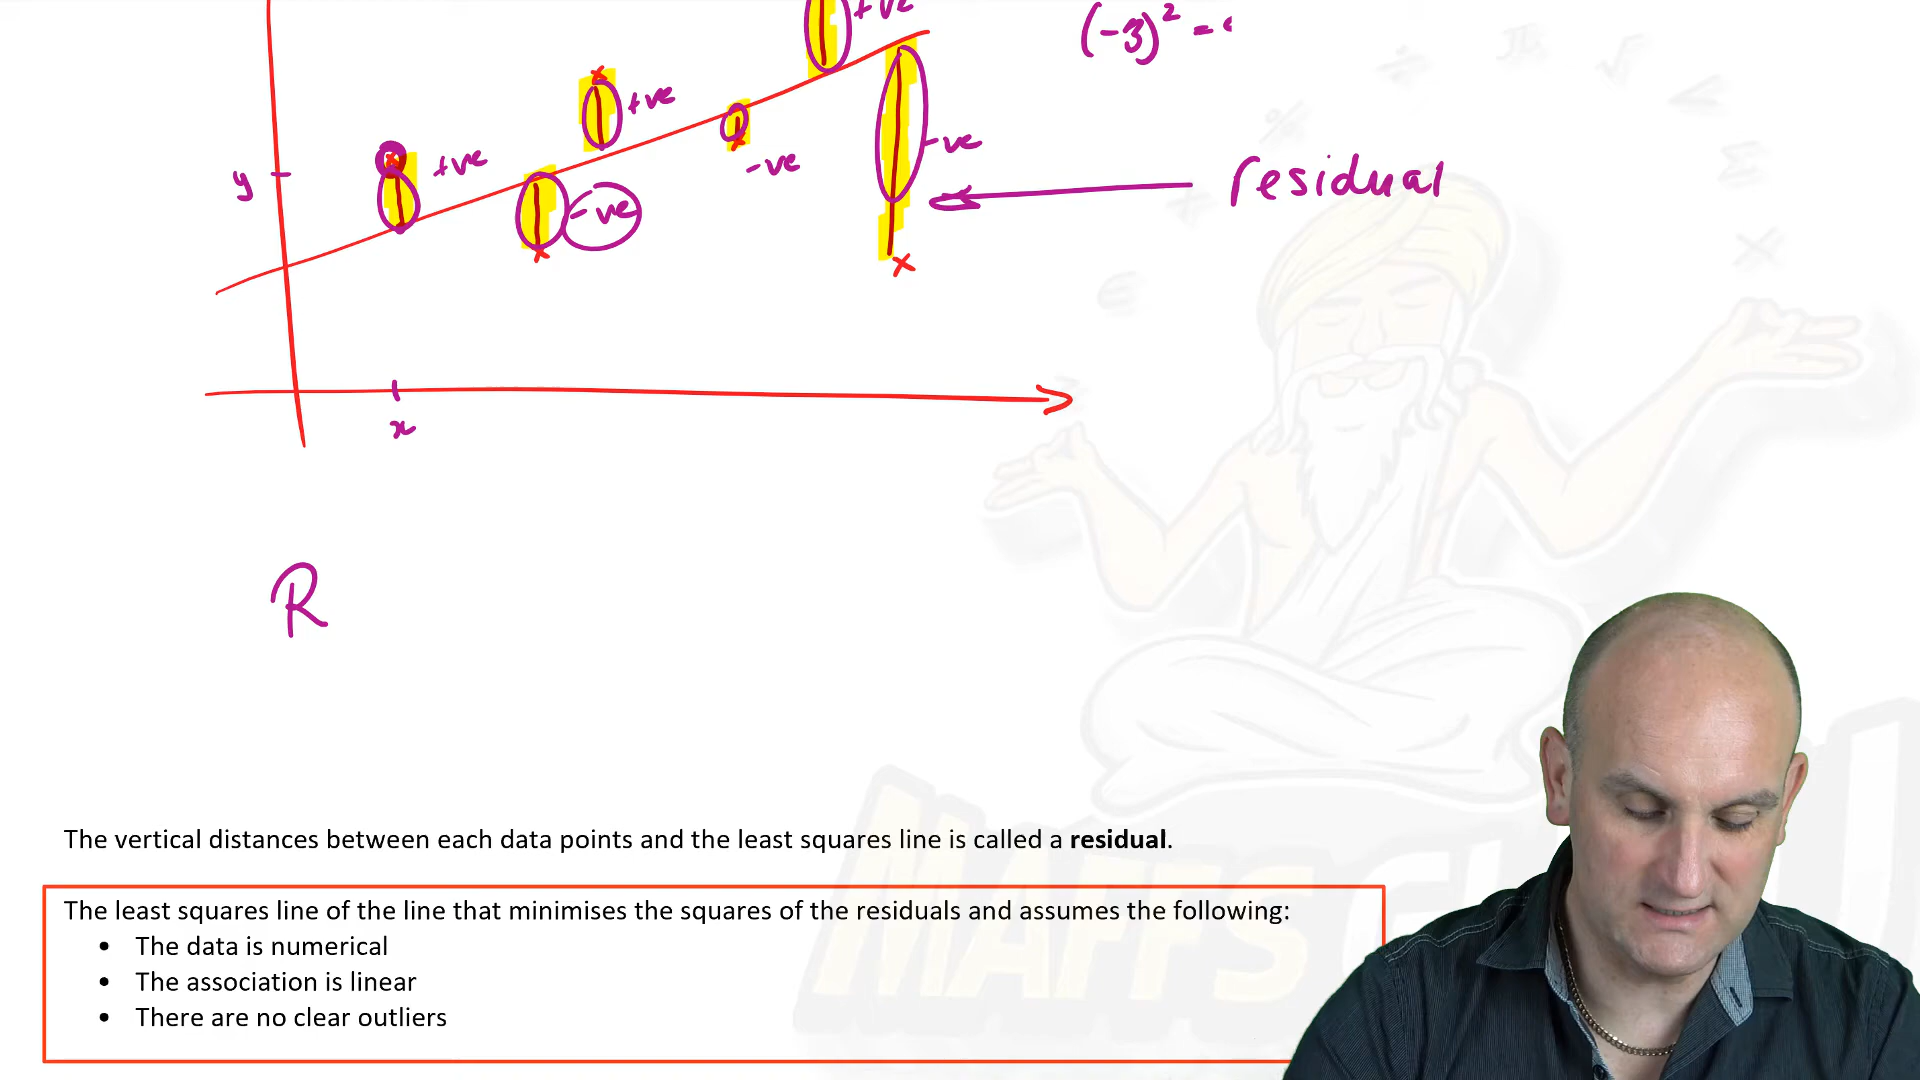 +ve
(-3)² =
+ve
-ve
y
+ve
-ve
-ve
residual
x
R
The vertical distances between each data points and the least squares line is called a residual.
The least squares line of the line that minimises the squares of the residuals and assumes the following:
• The data is numerical
• The association is linear
• There are no clear outliers
MAFFS